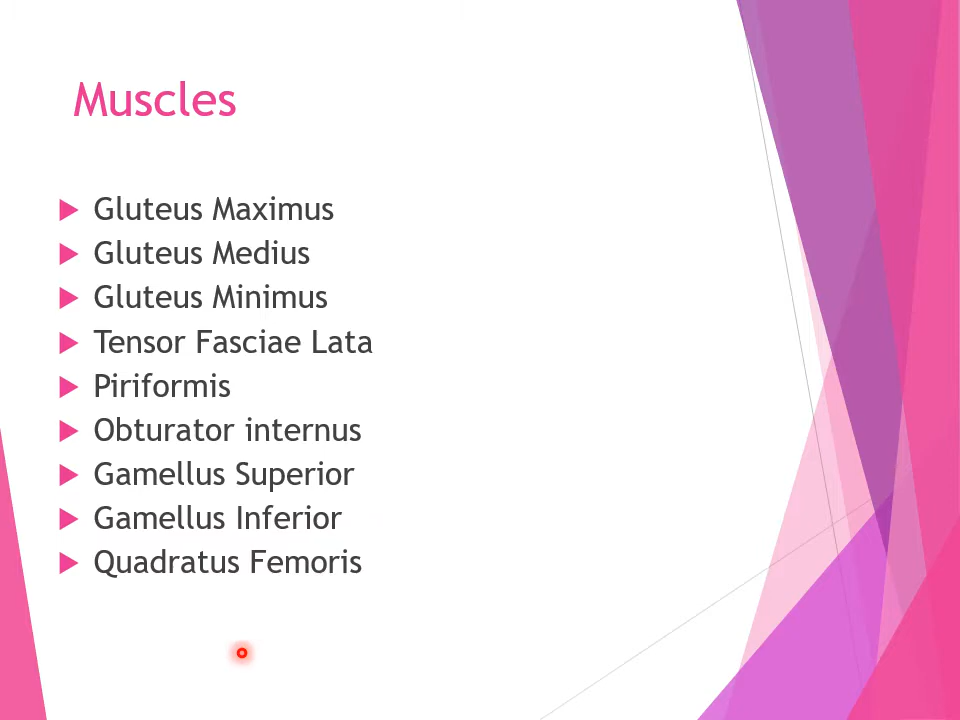 Muscles
Gluteus Maximus
Gluteus Medius
Gluteus Minimus
Tensor Fasciae Lata
Piriformis
Obturator internus
Gamellus Superior
Gamellus Inferior
Quadratus Femoris